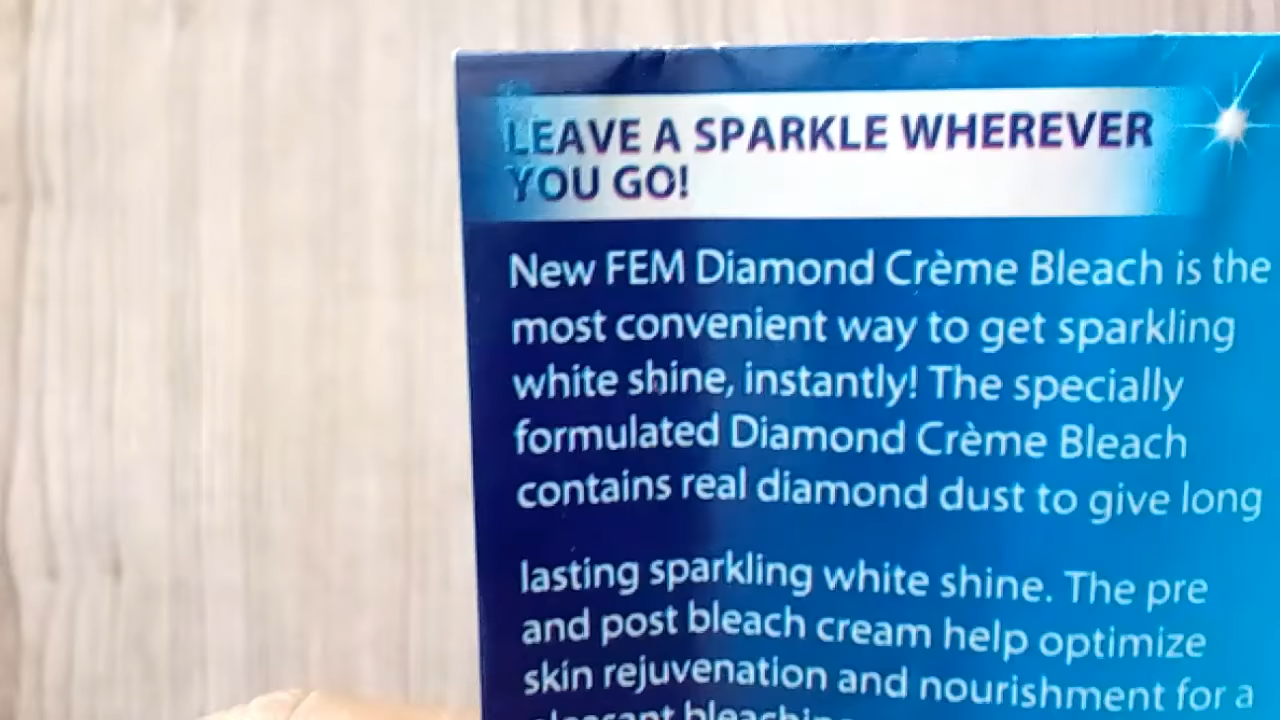 LEAVE A SPARKLE WHEREVER
YOU GO!
New FEM Diamond Crème Bleach is the
most convenient way to get sparkling
white shine, instantly! The specially
formulated Diamond Crème Bleach
contains real diamond dust to give long
lasting sparkling white shine. The pre
and post bleach cream help optimize
skin rejuvenation and nourishment for a